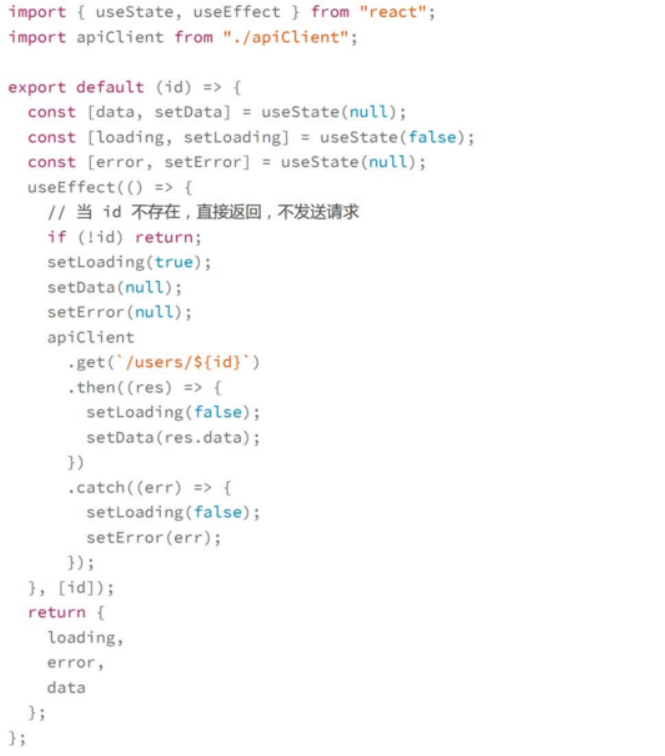 import { useState, useEffect } from "react";
import apiClient from "./apiClient";
export default (id) => {
const [data, setData] = useState(null);
const [loading, setLoading] = useState(false);
const [error, setError] = useState(null);
useEffect(() => {
// 当 id 不存在，直接返回，不发送请求
if (!id) return;
setLoading(true);
setData(null);
setError(null);
apiClient
.get(`/users/${id}`)
.then((res) => {
setLoading(false);
setData(res.data);
})
.catch((err) => {
setLoading(false);
setError(err);
});
}, [id]);
return {
loading,
error,
data
};
};